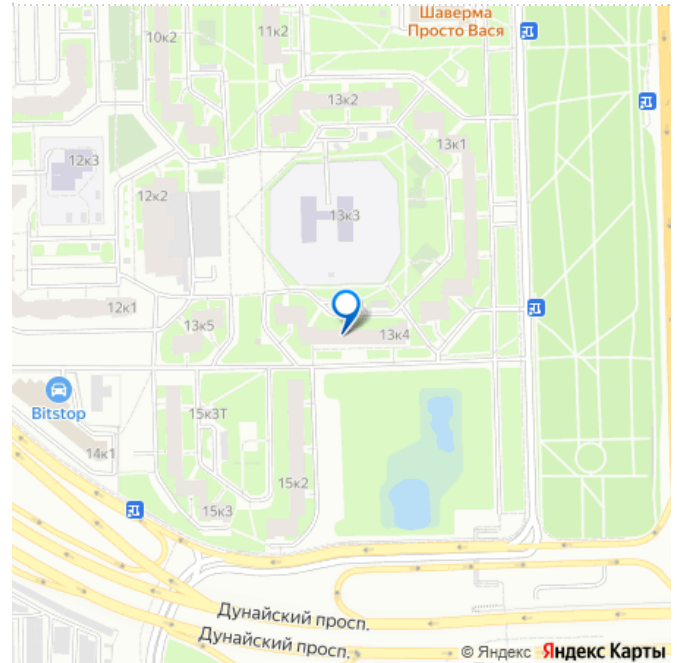 Шаверма
Просто Вася
11к2
10к2
13к2
13к1
12к3
12к2
13к3
12к1
13к5
13к4
Bitstop
15к3Т
14к1
15к2
15к3
Дунайский просп.
Дунайский просп.
© Яндекс Яндекс Карты